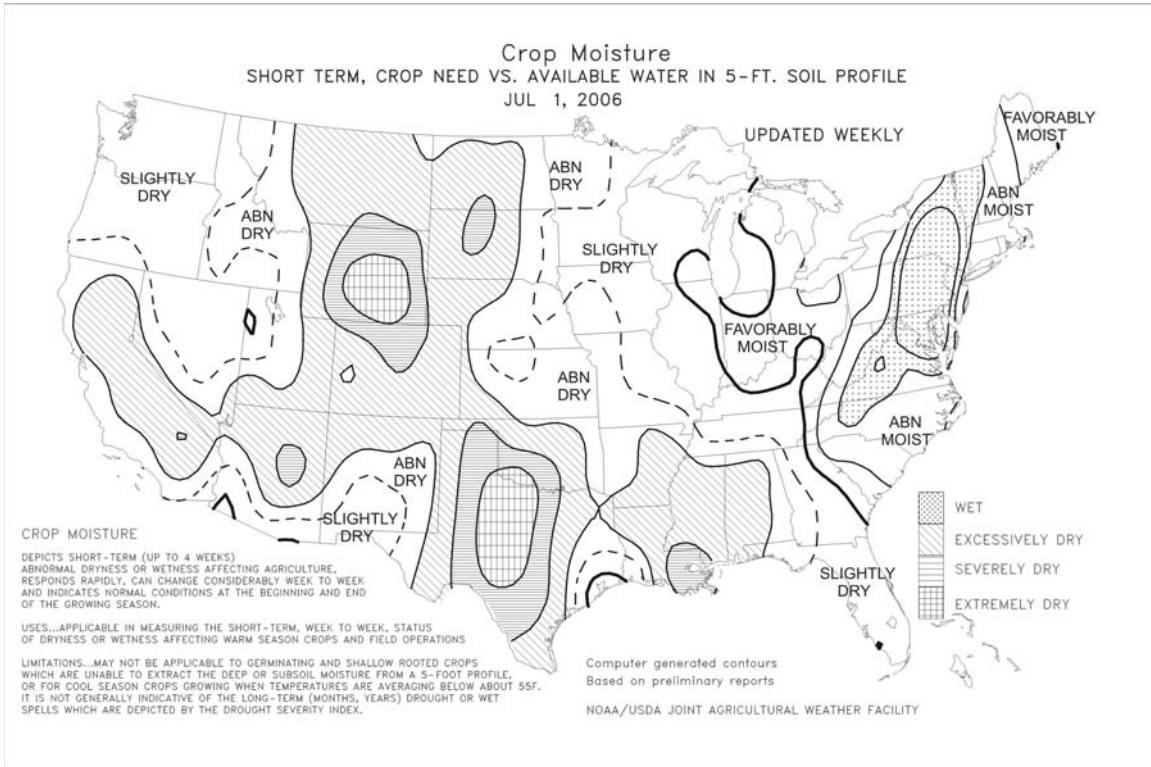 Crop Moisture
SHORT TERM, CROP NEED VS. AVAILABLE WATER IN 5-FT. SOIL PROFILE
JUL 1, 2006
UPDATED WEEKLY
FAVORABLY
MOIST
SLIGHTLY
DRY
ABN
DRY
ABN
DRY
ABN
MOIST
SLIGHTLY
DRY
FAVORABLY
MOIST
ABN
DRY
ABN
MOIST
ABN
DRY
SLIGHTLY
DRY
SLIGHTLY
DRY
WET
EXCESSIVELY DRY
SEVERELY DRY
EXTREMELY DRY
CROP MOISTURE
DEPICTS SHORT-TERM (UP TO 4 WEEKS)
ABNORMAL DRYNESS OR WETNESS AFFECTING AGRICULTURE,
RESPONDS RAPIDLY, CAN CHANGE CONSIDERABLY WEEK TO WEEK
AND INDICATES NORMAL CONDITIONS AT THE BEGINNING AND END
OF THE GROWING SEASON.
USES...APPLICABLE IN MEASURING THE SHORT-TERM, WEEK TO WEEK, STATUS
OF DRYNESS OR WETNESS AFFECTING WARM SEASON CROPS AND FIELD OPERATIONS
LIMITATIONS...MAY NOT BE APPLICABLE TO GERMINATING AND SHALLOW ROOTED CROPS
WHICH ARE UNABLE TO EXTRACT THE DEEP OR SUBSOIL MOISTURE FROM A 5-FOOT PROFILE,
OR FOR COOL SEASON CROPS GROWING WHEN TEMPERATURES ARE AVERAGING BELOW ABOUT 55F.
IT IS NOT GENERALLY INDICATIVE OF THE LONG-TERM (MONTHS, YEARS) DROUGHT OR WET
SPELLS WHICH ARE DEPICTED BY THE DROUGHT SEVERITY INDEX.
Computer generated contours
Based on preliminary reports
NOAA/USDA JOINT AGRICULTURAL WEATHER FACILITY